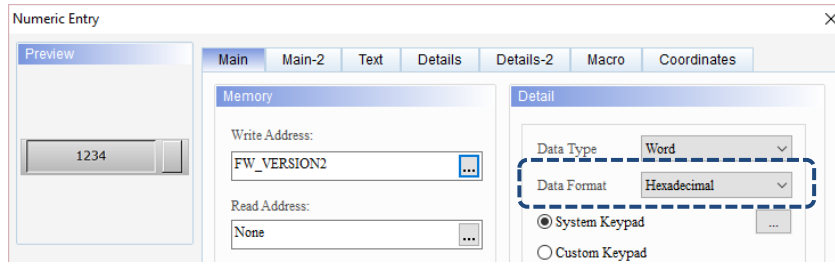 Numeric Entry
Preview
1234
Main Main-2 Text Details Details-2 Macro Coordinates
Memory
Write Address:
FW_VERSION2
...
Read Address:
None
...
Detail
Data Type Word
Data Format Hexadecimal
System Keypad
...
Custom Keypad